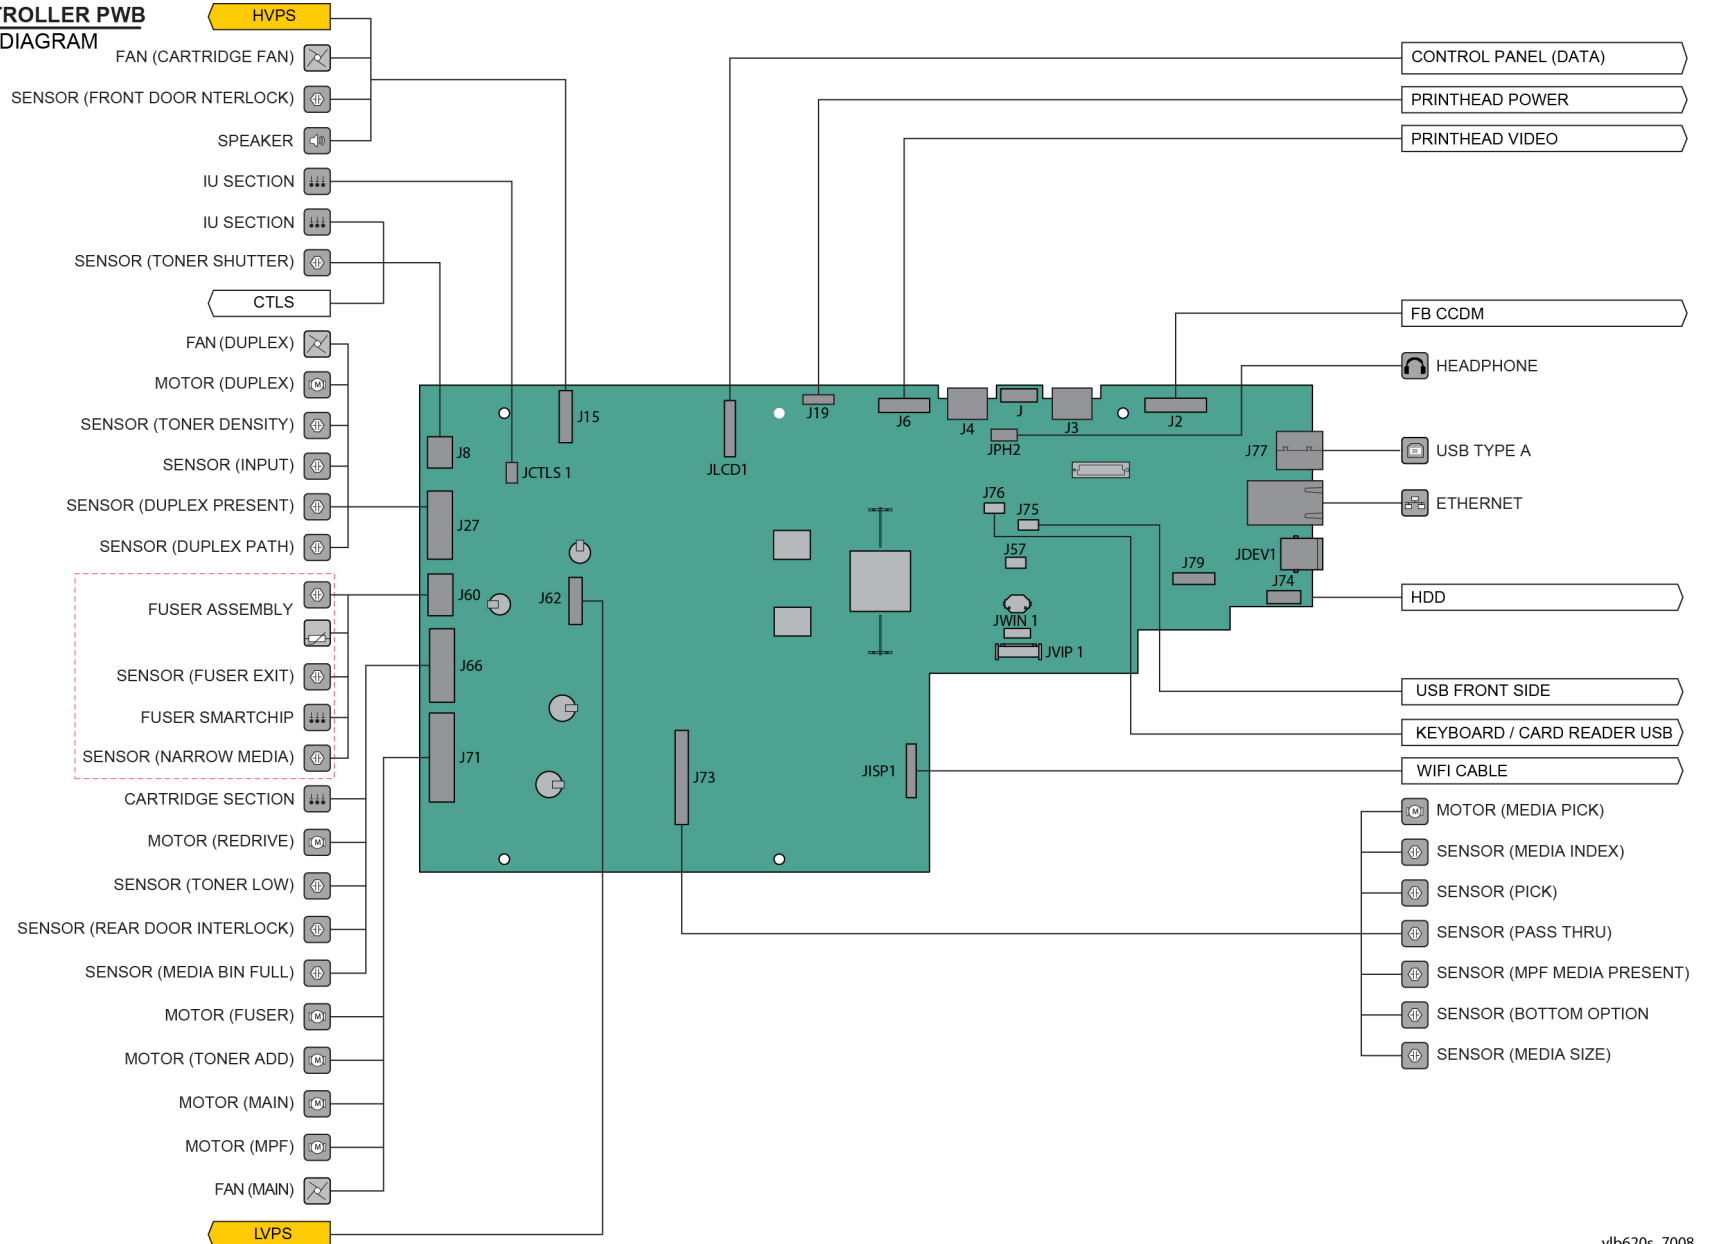 TROLLER PWB
DIAGRAM
HVPS
FAN (CARTRIDGE FAN)
SENSOR (FRONT DOOR NTERLOCK)
SPEAKER
IU SECTION
IU SECTION
SENSOR (TONER SHUTTER)
CTLS
FAN (DUPLEX)
MOTOR (DUPLEX)
SENSOR (TONER DENSITY)
SENSOR (INPUT)
SENSOR (DUPLEX PRESENT)
SENSOR (DUPLEX PATH)
FUSER ASSEMBLY
SENSOR (FUSER EXIT)
FUSER SMARTCHIP
SENSOR (NARROW MEDIA)
CARTRIDGE SECTION
MOTOR (REDRIVE)
SENSOR (TONER LOW)
SENSOR (REAR DOOR INTERLOCK)
SENSOR (MEDIA BIN FULL)
MOTOR (FUSER)
MOTOR (TONER ADD)
MOTOR (MAIN)
MOTOR (MPF)
FAN (MAIN)
LVPS
J15
J8
JCTLS 1
J27
J60
J62
J66
J71
J73
JLCD1
J19
J6
J4
J
J3
J2
JPH2
J77
J76
J75
J57
J79
JDEV1
J74
JWIN 1
JVIP 1
JISP1
CONTROL PANEL (DATA)
PRINTHEAD POWER
PRINTHEAD VIDEO
FB CCDM
HEADPHONE
USB TYPE A
ETHERNET
HDD
USB FRONT SIDE
KEYBOARD / CARD READER USB
WIFI CABLE
MOTOR (MEDIA PICK)
SENSOR (MEDIA INDEX)
SENSOR (PICK)
SENSOR (PASS THRU)
SENSOR (MPF MEDIA PRESENT)
SENSOR (BOTTOM OPTION
SENSOR (MEDIA SIZE)
vlb620s-7008